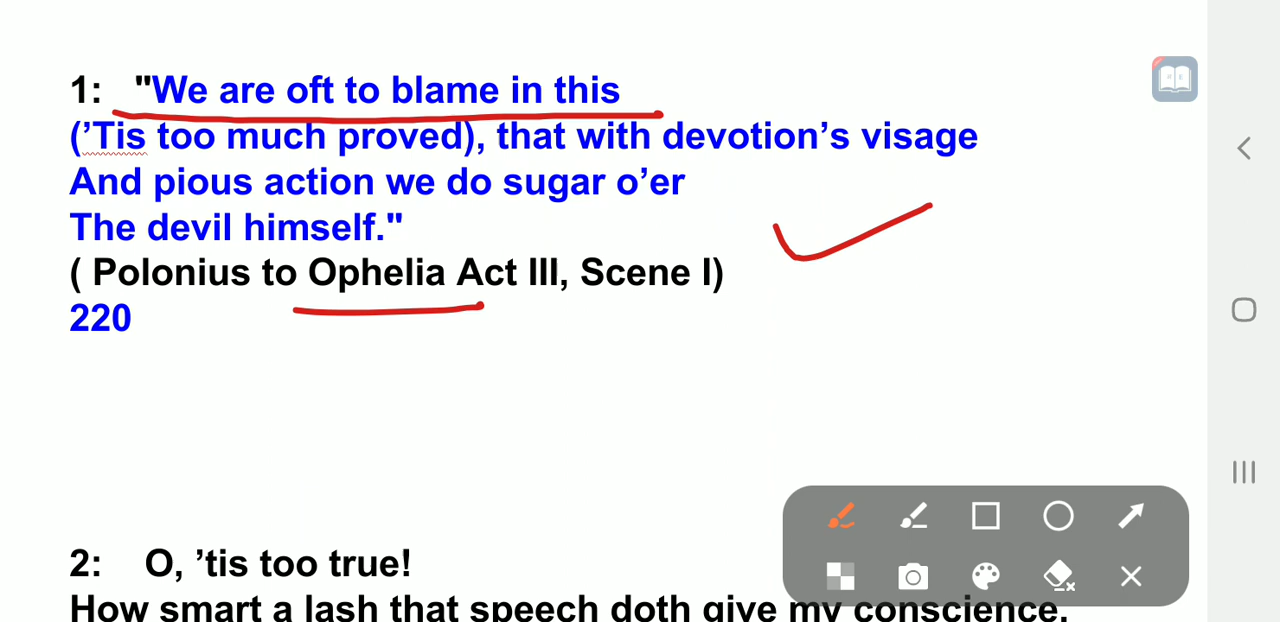 1: "We are oft to blame in this
(’Tis too much proved), that with devotion’s visage
And pious action we do sugar o’er
The devil himself."
( Polonius to Ophelia Act III, Scene I)
220
2: O, ’tis too true!
How smart a lash that speech doth give my conscience.